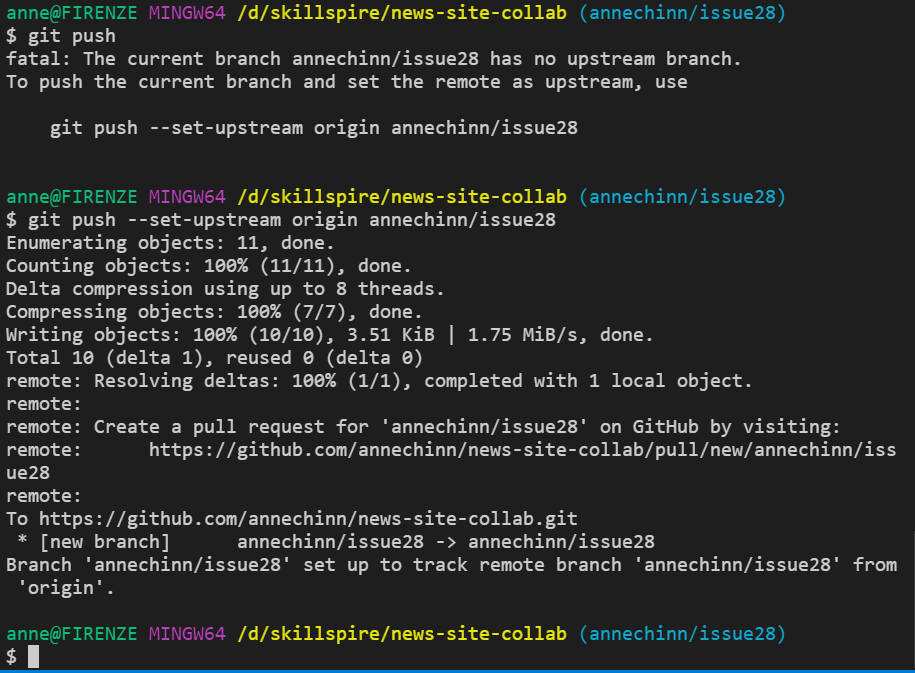 anne@FIRENZE MINGW64 /d/skillspire/news-site-collab (annechinn/issue28)
$ git push
fatal: The current branch annechinn/issue28 has no upstream branch.
To push the current branch and set the remote as upstream, use

    git push --set-upstream origin annechinn/issue28


anne@FIRENZE MINGW64 /d/skillspire/news-site-collab (annechinn/issue28)
$ git push --set-upstream origin annechinn/issue28
Enumerating objects: 11, done.
Counting objects: 100% (11/11), done.
Delta compression using up to 8 threads.
Compressing objects: 100% (7/7), done.
Writing objects: 100% (10/10), 3.51 KiB | 1.75 MiB/s, done.
Total 10 (delta 1), reused 0 (delta 0)
remote: Resolving deltas: 100% (1/1), completed with 1 local object.
remote:
remote: Create a pull request for 'annechinn/issue28' on GitHub by visiting:
remote:      https://github.com/annechinn/news-site-collab/pull/new/annechinn/iss
ue28
remote:
To https://github.com/annechinn/news-site-collab.git
 * [new branch]      annechinn/issue28 -> annechinn/issue28
Branch 'annechinn/issue28' set up to track remote branch 'annechinn/issue28' from
 'origin'.

anne@FIRENZE MINGW64 /d/skillspire/news-site-collab (annechinn/issue28)
$